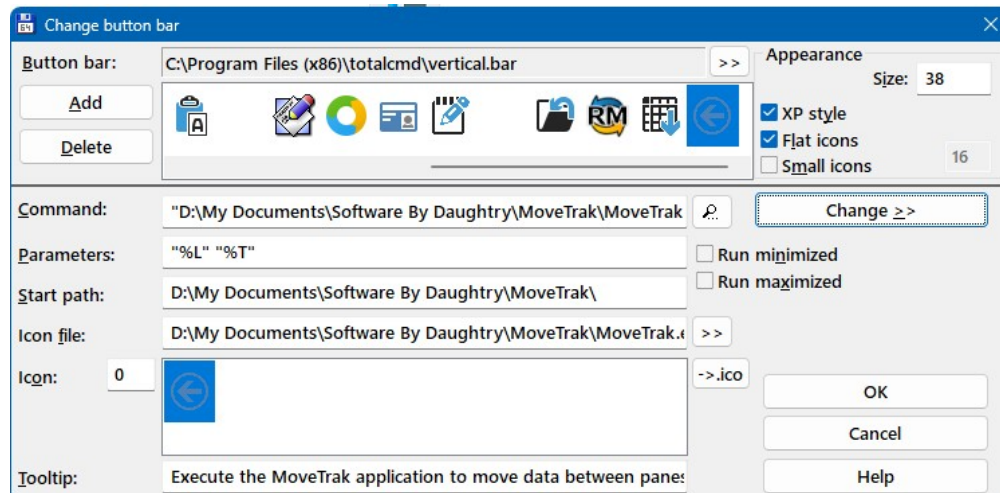 Change button bar
Button bar:
C:\Program Files (x86)\totalcmd\vertical.bar
>>
Appearance
Size: 38
Add
Delete
A
RM
XP style
Flat icons
Small icons
16
Command:
"D:\My Documents\Software By Daughtry\MoveTrak\MoveTrak
Change >>
Parameters:
"%L" "%T"
Run minimized
Run maximized
Start path:
D:\My Documents\Software By Daughtry\MoveTrak\
Icon file:
D:\My Documents\Software By Daughtry\MoveTrak\MoveTrak.e
>>
Icon: 0
->.ico
OK
Cancel
Tooltip:
Execute the MoveTrak application to move data between panes
Help